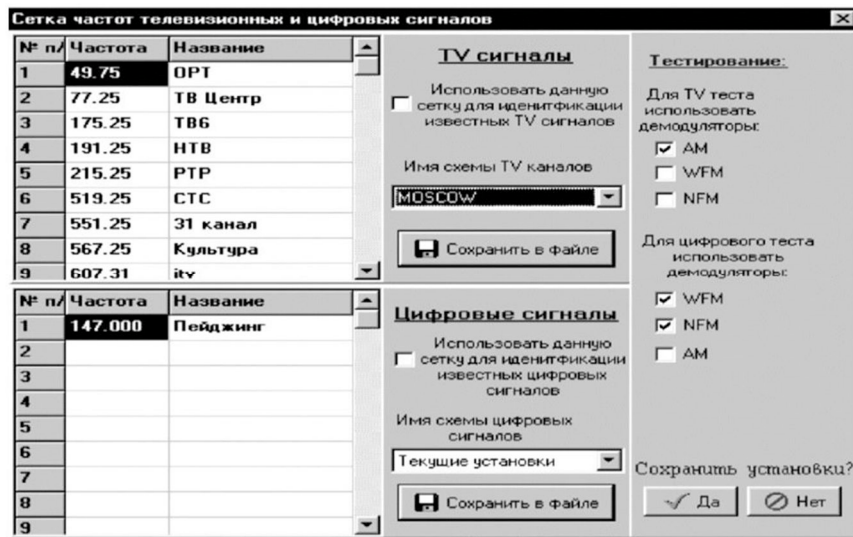 Сетка частот телевизионных и цифровых сигналов
№ п/ Частота Название
1 49.75 ОРТ
2 77.25 ТВ Центр
3 175.25 ТВ6
4 191.25 НТВ
5 215.25 РТР
6 519.25 СТС
7 551.25 31 канал
8 567.25 Культура
9 607.31 itv
TV сигналы
Использовать данную
сетку для иденитфикации
известных TV сигналов
Имя схемы TV каналов
MOSCOW
Сохранить в файле
№ п/ Частота Название
1 147.000 Пейджинг
2
3
4
5
6
7
8
9
Цифровые сигналы
Использовать данную
сетку для иденитфикации
известных цифровых
сигналов
Имя схемы цифровых
сигналов
Текущие установки
Сохранить в файле
Тестирование:
Для TV теста
использовать
демодуляторы:
AM
WFM
NFM
Для цифрового теста
использовать
демодуляторы:
WFM
NFM
AM
Сохранить установки?
Да
Нет